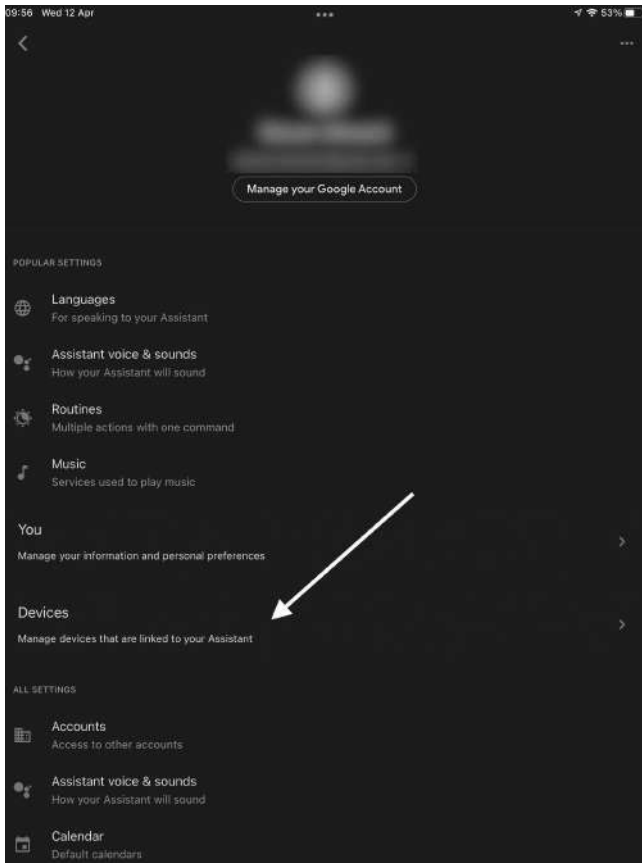 09:56 Wed 12 Apr
53%
Manage your Google Account
POPULAR SETTINGS
Languages
For speaking to your Assistant
Assistant voice & sounds
How your Assistant will sound
Routines
Multiple actions with one command
Music
Services used to play music
You
Manage your information and personal preferences
Devices
Manage devices that are linked to your Assistant
ALL SETTINGS
Accounts
Access to other accounts
Assistant voice & sounds
How your Assistant will sound
Calendar
Default calendars